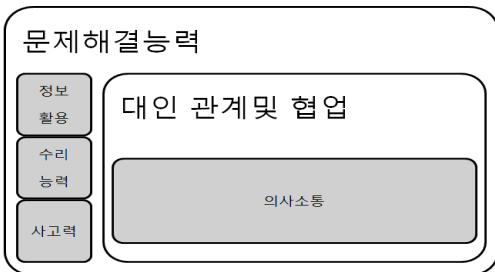 문제해결능력
정보
활용
대인 관계및 협업
수리
능력
의사소통
사고력